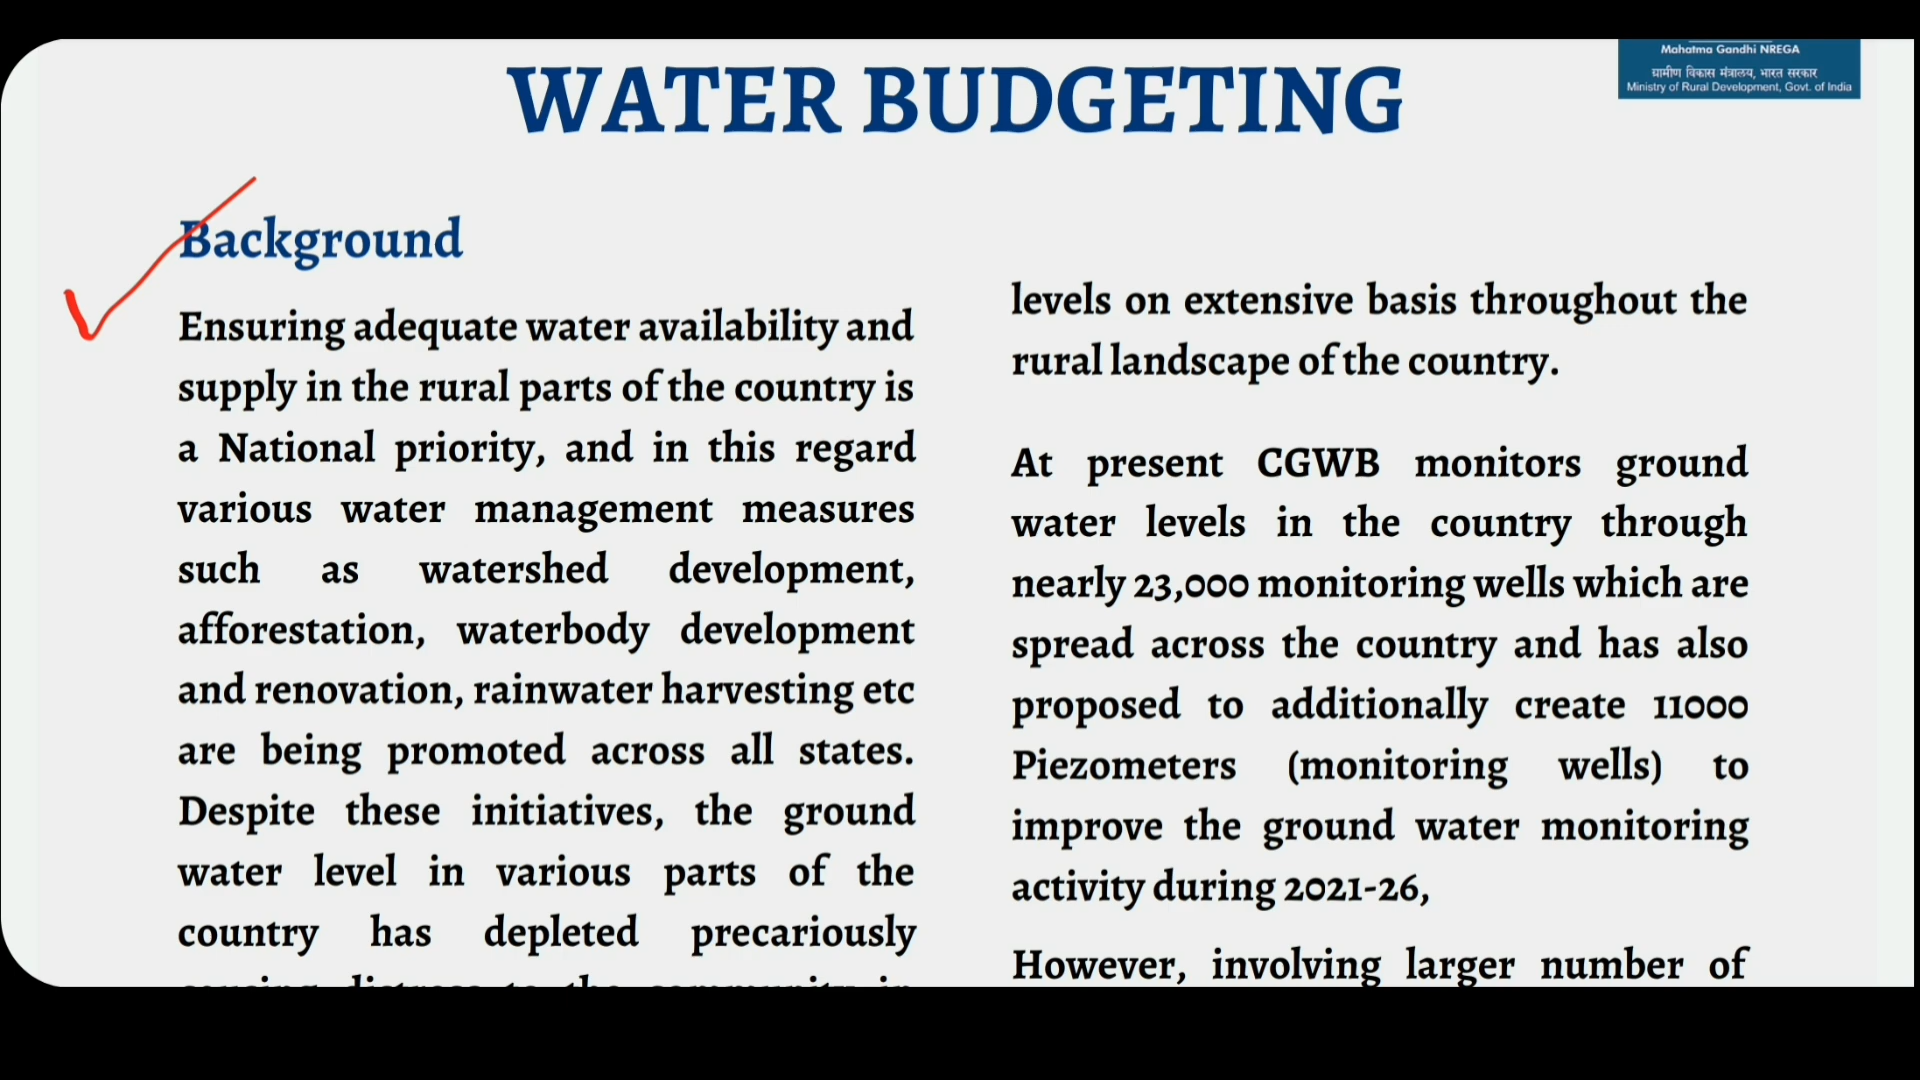 Mahatma Gandhi NREGA
ग्रामीण विकास मंत्रालय, भारत सरकार
Ministry of Rural Development, Govt. of India
WATER BUDGETING
Background
Ensuring adequate water availability and
supply in the rural parts of the country is
a National priority, and in this regard
various water management measures
such as watershed development,
afforestation, waterbody development
and renovation, rainwater harvesting etc
are being promoted across all states.
Despite these initiatives, the ground
water level in various parts of the
country has depleted precariously
causing distress to the community in
levels on extensive basis throughout the
rural landscape of the country.
At present CGWB monitors ground
water levels in the country through
nearly 23,000 monitoring wells which are
spread across the country and has also
proposed to additionally create 11000
Piezometers (monitoring wells) to
improve the ground water monitoring
activity during 2021-26,
However, involving larger number of